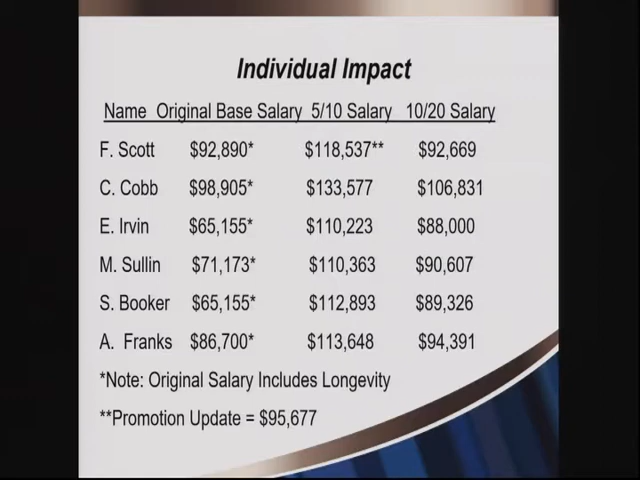 Individual Impact
Name Original Base Salary 5/10 Salary 10/20 Salary
F. Scott $92,890* $118,537** $92,669
C. Cobb $98,905* $133,577 $106,831
E. Irvin $65,155* $110,223 $88,000
M. Sullin $71,173* $110,363 $90,607
S. Booker $65,155* $112,893 $89,326
A. Franks $86,700* $113,648 $94,391
*Note: Original Salary Includes Longevity
**Promotion Update = $95,677